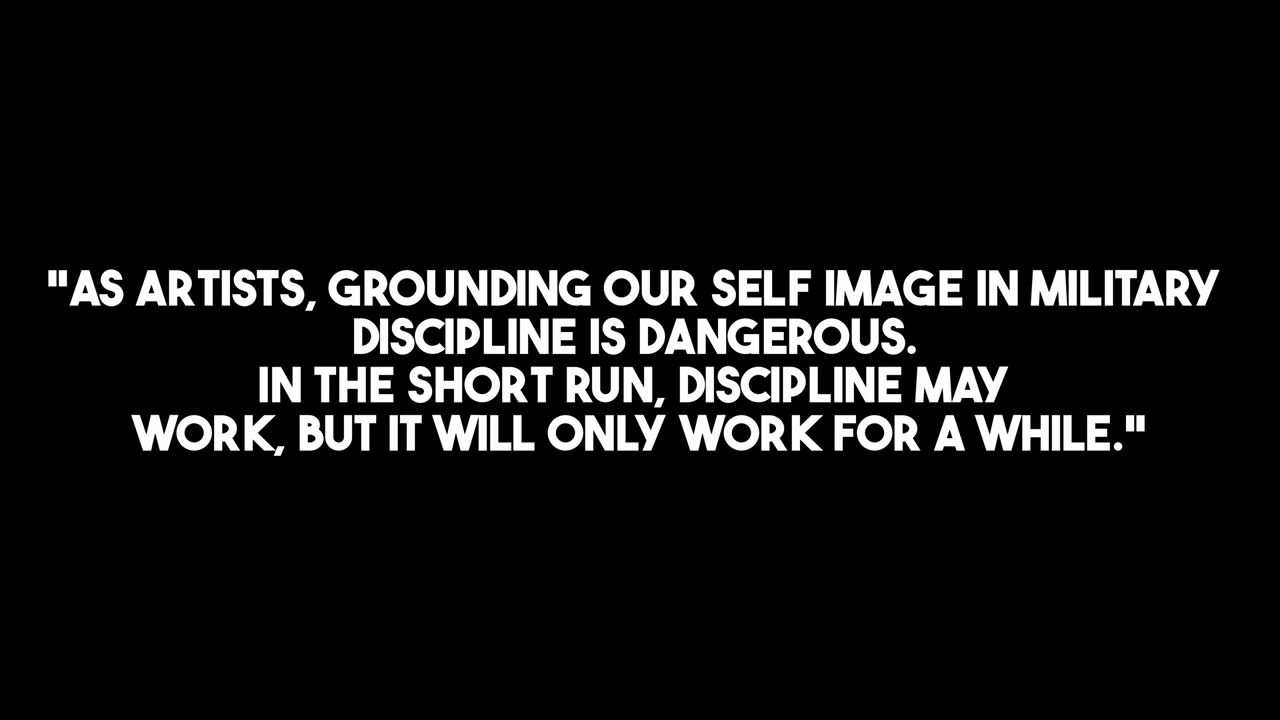 "AS ARTISTS, GROUNDING OUR SELF IMAGE IN MILITARY
DISCIPLINE IS DANGEROUS.
IN THE SHORT RUN, DISCIPLINE MAY
WORK, BUT IT WILL ONLY WORK FOR A WHILE."